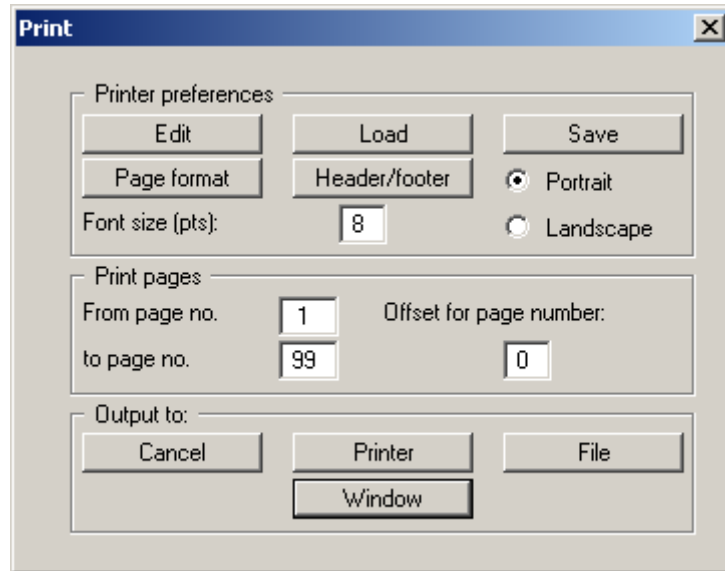 Print
Printer preferences
Edit Load Save
Page format Header/footer Portrait
Font size (pts): 8 Landscape
Print pages
From page no. 1 Offset for page number:
to page no. 99 0
Output to:
Cancel Printer File
Window